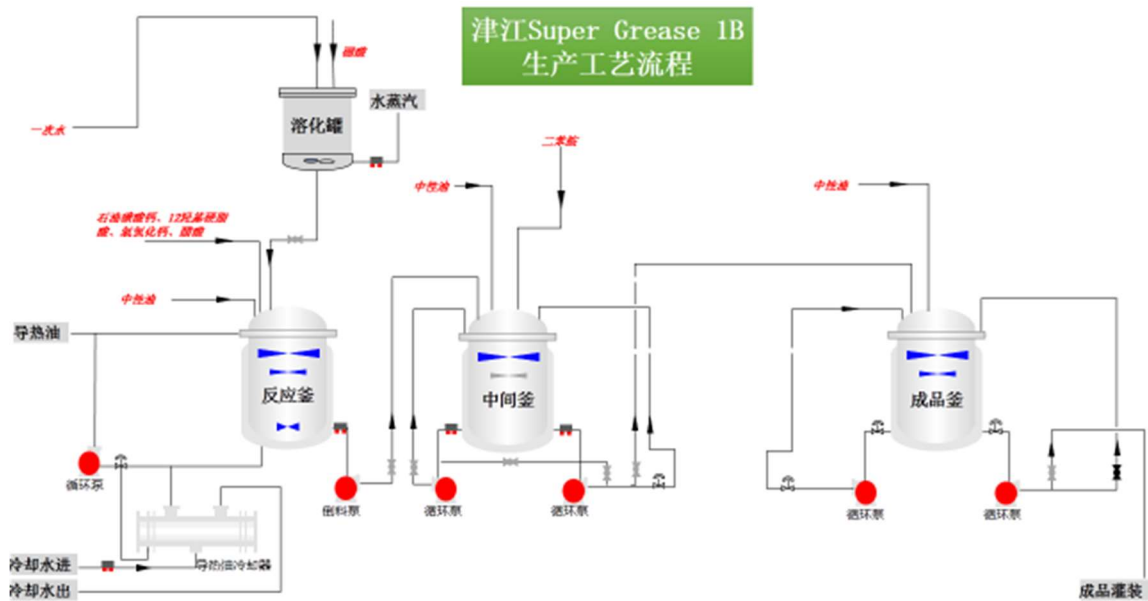 津江Super Grease 1B
生产工艺流程
硼酸
水蒸汽
一次水
溶化罐
二苯胺
中性油
中性油
石油磺酸钙、12羟基硬脂
酸、氢氧化钙、醋酸
中性油
导热油
反应釜
中间釜
成品釜
循环泵
倒料泵
循环泵
循环泵
循环泵
循环泵
导热油冷却器
冷却水进
冷却水出
成品灌装